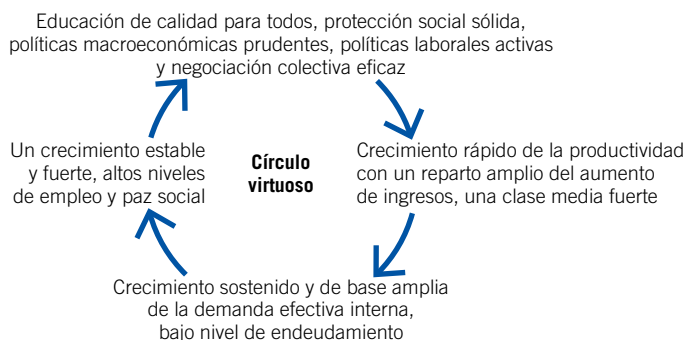 Educación de calidad para todos, protección social sólida,
políticas macroeconómicas prudentes, políticas laborales activas
y negociación colectiva eficaz
Un crecimiento estable
y fuerte, altos niveles
de empleo y paz social
Círculo
virtuoso
Crecimiento rápido de la productividad
con un reparto amplio del aumento
de ingresos, una clase media fuerte
Crecimiento sostenido y de base amplia
de la demanda efectiva interna,
bajo nivel de endeudamiento